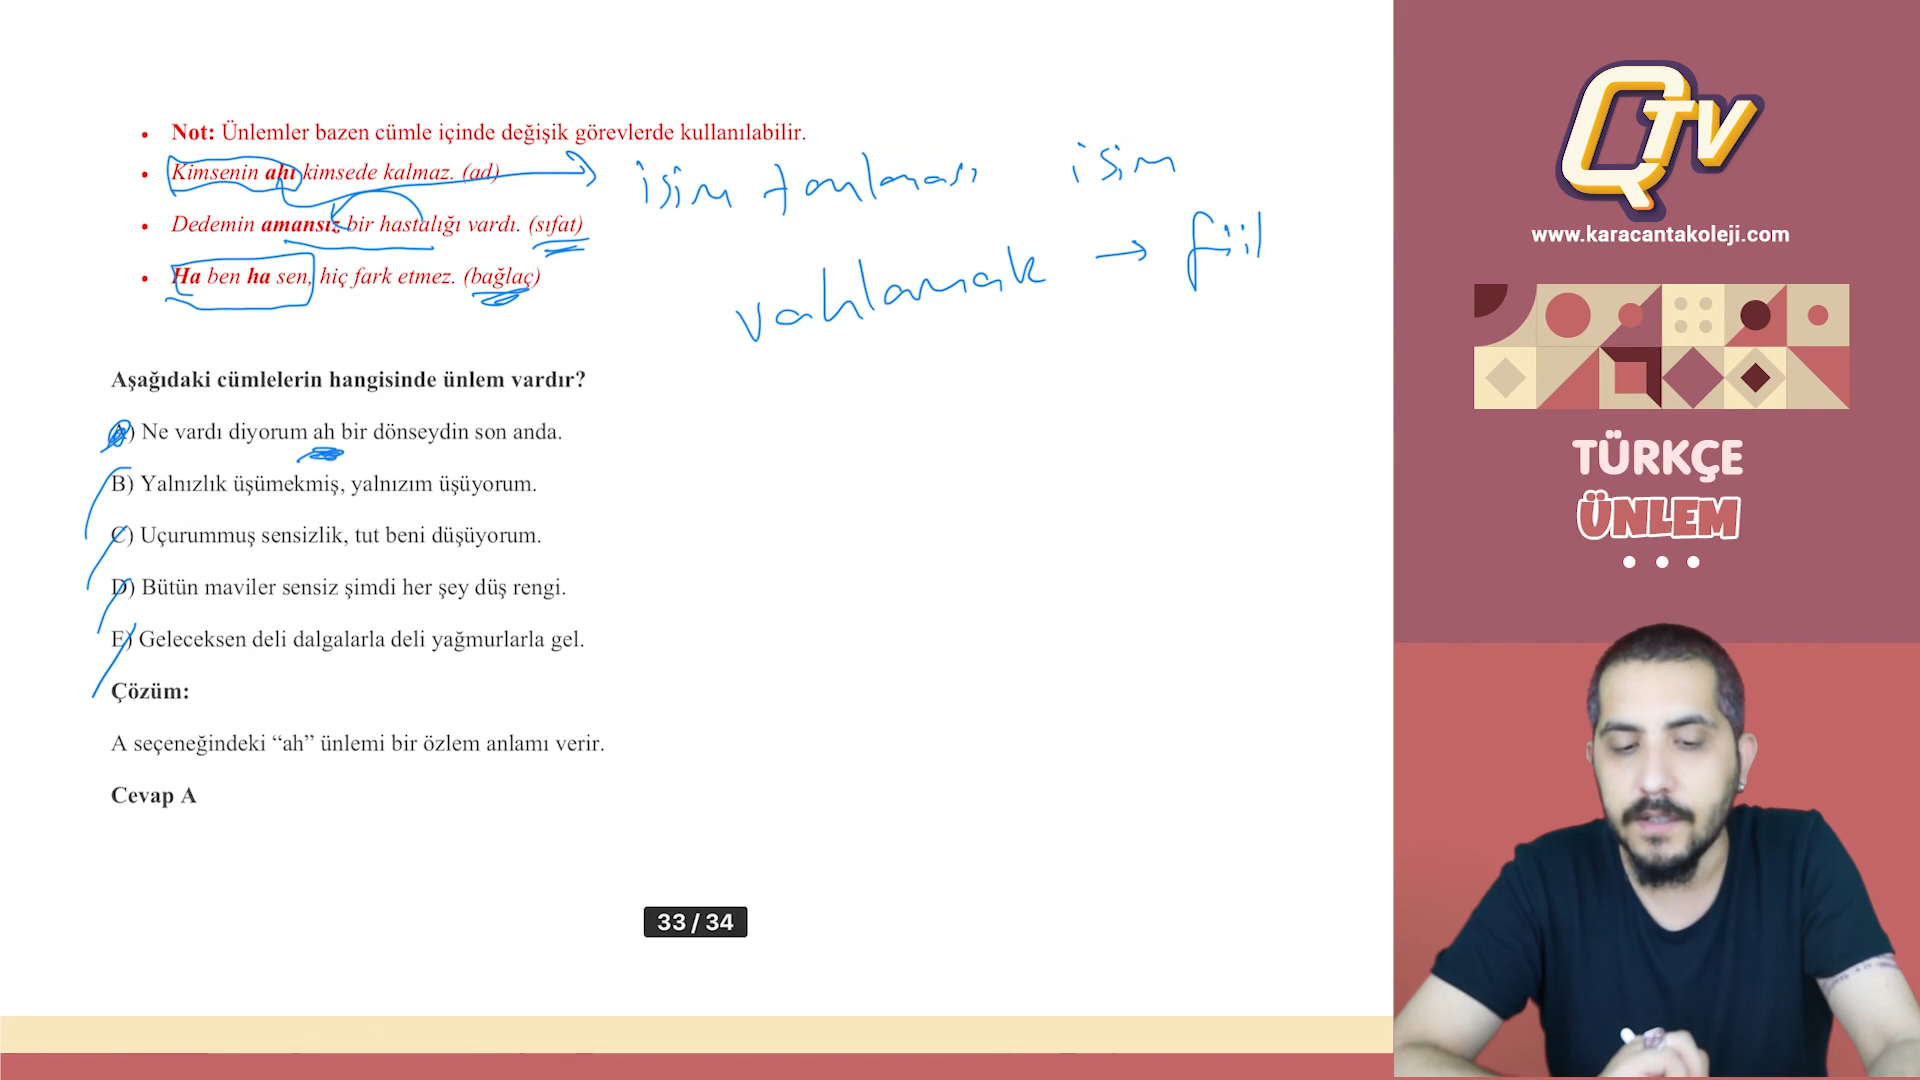 Not: Ünlemler bazen cümle içinde değişik görevlerde kullanılabilir.
Kimsenin ahı kimsede kalmaz. (ad)
isim tamlaması isim
Dedemin amansız bir hastalığı vardı. (sıfat)
Ha ben ha sen, hiç fark etmez. (bağlaç)
vahlamak → fiil
Aşağıdaki cümlelerin hangisinde ünlem vardır?
A) Ne vardı diyorum ah bir dönseydin son anda.
B) Yalnızlık üşümekmiş, yalnızım üşüyorum.
C) Uçurummuş sensizlik, tut beni düşüyorum.
D) Bütün maviler sensiz şimdi her şey düş rengi.
E) Geleceksen deli dalgalarla deli yağmurlarla gel.
Çözüm:
A seçeneğindeki “ah” ünlemi bir özlem anlamı verir.
Cevap A
33 / 34
QTV
www.karacantakoleji.com
TÜRKÇE
ÜNLEM